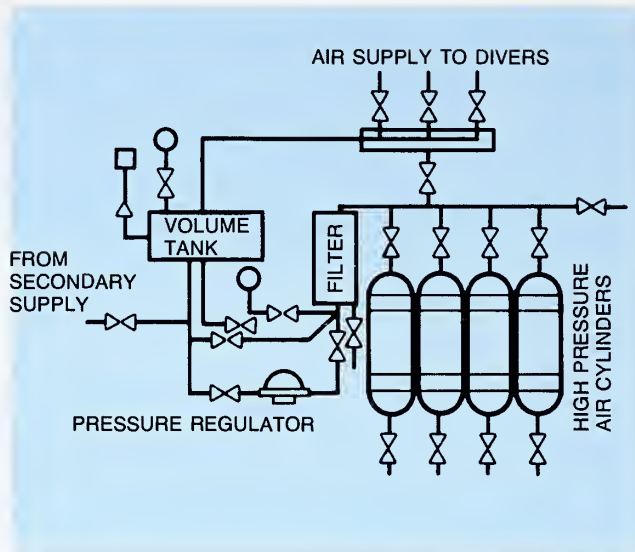 AIR SUPPLY TO DIVERS
VOLUME
TANK
FILTER
FROM
SECONDARY
SUPPLY
HIGH PRESSURE
AIR CYLINDERS
PRESSURE REGULATOR